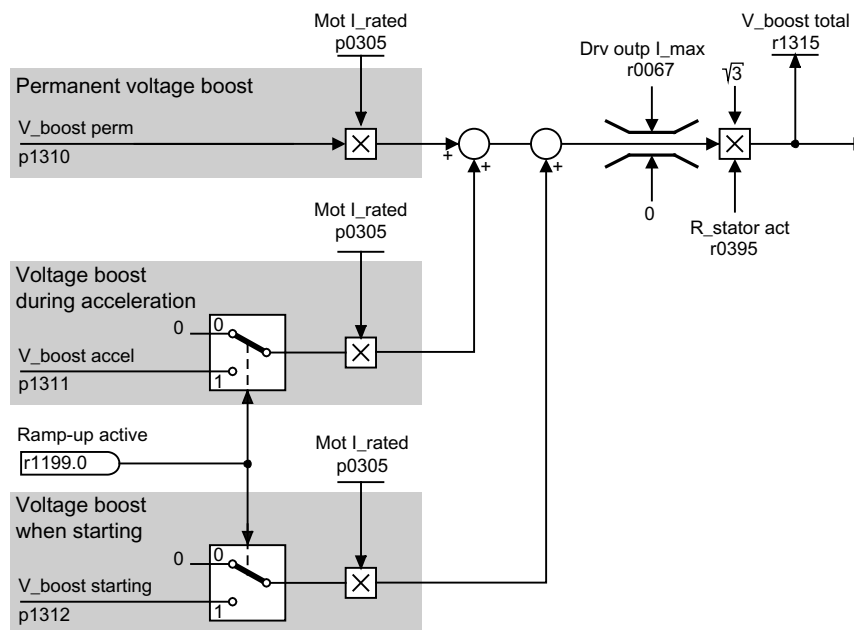 Mot I_rated
p0305
V_boost total
r1315
Drv outp I_max
r0067
√3
Permanent voltage boost
V_boost perm
p1310
×
+
+
+
×
0
R_stator act
r0395
Mot I_rated
p0305
Voltage boost
during acceleration
0
0
V_boost accel
p1311
1
×
Ramp-up active
r1199.0
Mot I_rated
p0305
Voltage boost
when starting
0
0
V_boost starting
p1312
1
×